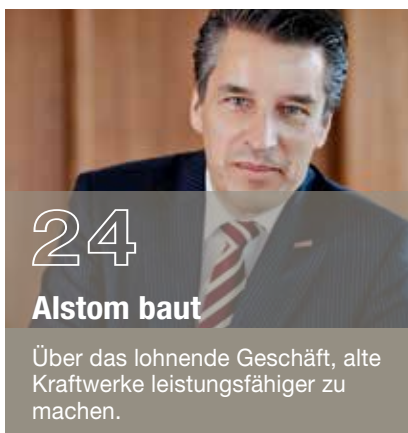 24
Alstom baut
Über das lohnende Geschäft, alte
Kraftwerke leistungsfähiger zu
machen.